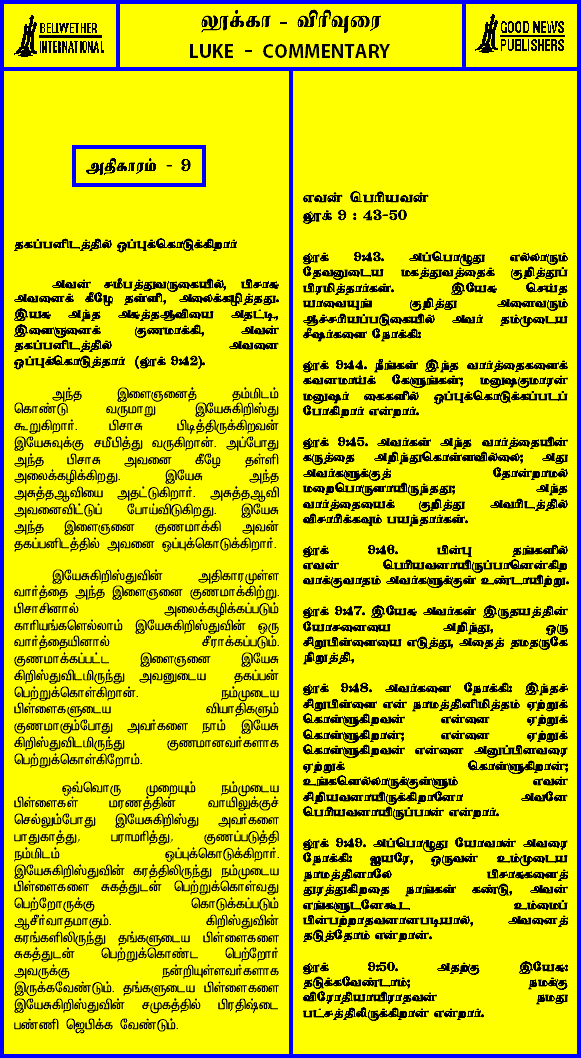 BELWETHER
INTERNATIONAL
லூக்கா - விரிவுரை
LUKE - COMMENTARY
GOOD NEWS
PUBLISHERS
அதிகாரம் - 9
தகப்பனிடத்தில் ஒப்புக்கொடுக்கிறார்
அவன் சமீபத்துவருகையில், பிசாசு
அவனைக் கீழே தள்ளி, அலைக்கழித்தது.
இயேசு அந்த அசுத்தஆவியை அதட்டி,
இளைஞனைக் குணமாக்கி, அவன்
தகப்பனிடத்தில் அவனை
ஒப்புக்கொடுத்தார் (லூக் 9:42).
அந்த இளைஞனைத் தம்மிடம்
கொண்டு வருமாறு இயேசுகிறிஸ்து
கூறுகிறார். பிசாசு பிடித்திருக்கிறவன்
இயேசுவுக்கு சமீபித்து வருகிறான். அப்போது
அந்த பிசாசு அவனை கீழே தள்ளி
அலைக்கழிக்கிறது. இயேசு அந்த
அசுத்தஆவியை அதட்டுகிறார். அசுத்தஆவி
அவனைவிட்டுப் போய்விடுகிறது. இயேசு
அந்த இளைஞனை குணமாக்கி அவன்
தகப்பனிடத்தில் அவனை ஒப்புக்கொடுக்கிறார்.
இயேசுகிறிஸ்துவின் அதிகாரமுள்ள
வார்த்தை அந்த இளைஞனை குணமாக்கிற்று.
பிசாசினால் அலைக்கழிக்கப்படும்
காரியங்களெல்லாம் இயேசுகிறிஸ்துவின் ஒரு
வார்த்தையினால் சீராக்கப்படும்.
குணமாக்கப்பட்ட இளைஞனை இயேசு
கிறிஸ்துவிடமிருந்து அவனுடைய தகப்பன்
பெற்றுக்கொள்கிறான். நம்முடைய
பிள்ளைகளுடைய வியாதிகளும்
குணமாகும்போது அவர்களை நாம் இயேசு
கிறிஸ்துவிடமிருந்து குணமானவர்களாக
பெற்றுக்கொள்கிறோம்.
ஒவ்வொரு முறையும் நம்முடைய
பிள்ளைகள் மரணத்தின் வாயிலுக்குச்
செல்லும்போது இயேசுகிறிஸ்து அவர்களை
பாதுகாத்து, பராமரித்து, குணப்படுத்தி
நம்மிடம் ஒப்புக்கொடுக்கிறார்.
இயேசுகிறிஸ்துவின் கரத்திலிருந்து நம்முடைய
பிள்ளைகளை சுகத்துடன் பெற்றுக்கொள்வது
பெற்றோருக்கு கொடுக்கப்படும்
ஆசீர்வாதமாகும். கிறிஸ்துவின்
கரங்களிலிருந்து தங்களுடைய பிள்ளைகளை
சுகத்துடன் பெற்றுக்கொண்ட பெற்றோர்
அவருக்கு நன்றியுள்ளவர்களாக
இருக்கவேண்டும். தங்களுடைய பிள்ளைகளை
இயேசுகிறிஸ்துவின் சமுகத்தில் பிரதிஷ்டை
பண்ணி ஜெபிக்க வேண்டும்.
எவன் பெரியவன்
லூக் 9 : 43-50
லூக் 9:43. அப்பொழுது எல்லாரும்
தேவனுடைய மகத்துவத்தைக் குறித்துப்
பிரமித்தார்கள். இயேசு செய்த
யாவையுங் குறித்து அனைவரும்
ஆச்சரியப்படுகையில் அவர் தம்முடைய
சீஷர்களை நோக்கி:
லூக் 9:44. நீங்கள் இந்த வார்த்தைகளைக்
கவனமாய்க் கேளுங்கள்; மனுஷகுமாரன்
மனுஷர் கைகளில் ஒப்புக்கொடுக்கப்படப்
போகிறார் என்றார்.
லூக் 9:45. அவர்கள் அந்த வார்த்தையின்
கருத்தை அறிந்துகொள்ளவில்லை; அது
அவர்களுக்குத் தோன்றாமல்
மறைபொருளாயிருந்தது; அந்த
வார்த்தையைக் குறித்து அவரிடத்தில்
விசாரிக்கவும் பயந்தார்கள்.
லூக் 9:46. பின்பு தங்களில்
எவன் பெரியவனாயிருப்பானென்கிற
வாக்குவாதம் அவர்களுக்குள் உண்டாயிற்று.
லூக் 9:47. இயேசு அவர்கள் இருதயத்தின்
யோசனையை அறிந்து, ஒரு
சிறுபிள்ளையை எடுத்து, அதைத் தமதருகே
நிறுத்தி,
லூக் 9:48. அவர்களை நோக்கி: இந்தச்
சிறுபிள்ளையை என் நாமத்தினிமித்தம் ஏற்றுக்
கொள்ளுகிறவன் என்னை ஏற்றுக்
கொள்ளுகிறான்; என்னை ஏற்றுக்
கொள்ளுகிறவன் என்னை அனுப்பினவரை
ஏற்றுக் கொள்ளுகிறான்;
உங்களெல்லாருக்குள்ளும் எவன்
சிறியவனாயிருக்கிறானோ அவனே
பெரியவனாயிருப்பான் என்றார்.
லூக் 9:49. அப்பொழுது யோவான் அவரை
நோக்கி: ஐயரே, ஒருவன் உம்முடைய
நாமத்தினாலே பிசாசுகளைத்
துரத்துகிறதை நாங்கள் கண்டு, அவன்
எங்களுடனேகூட உம்மைப்
பின்பற்றாதவனானபடியால், அவனைத்
தடுத்தோம் என்றான்.
லூக் 9:50. அதற்கு இயேசு:
தடுக்கவேண்டாம்; நமக்கு
விரோதியாயிராதவன் நமது
பட்சத்திலிருக்கிறான் என்றார்.